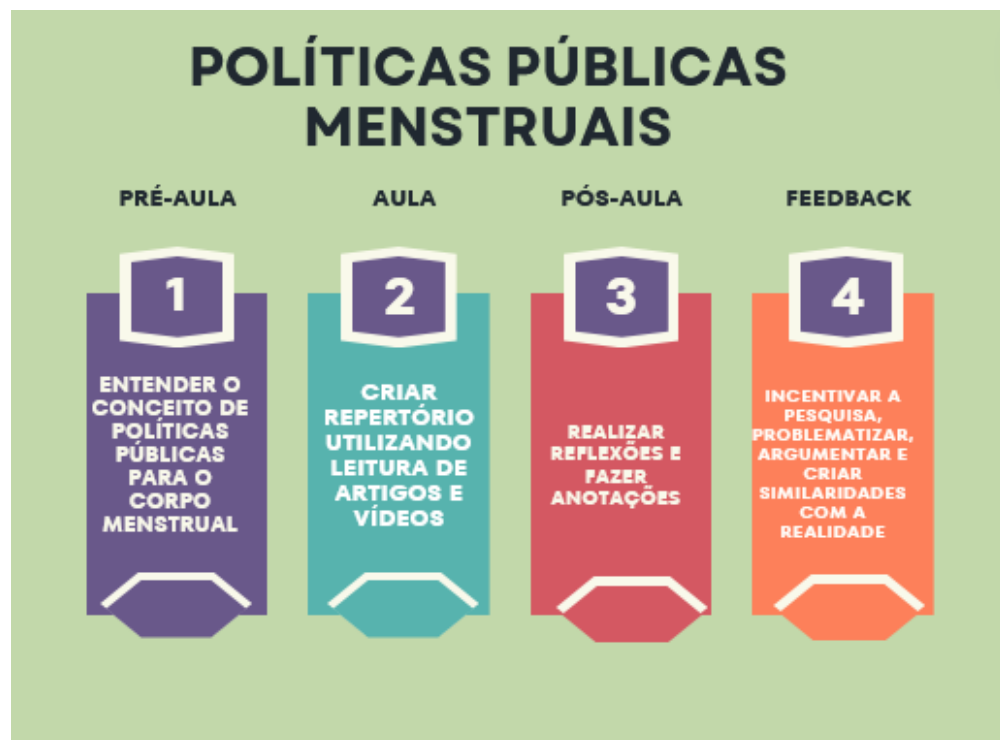 POLÍTICAS PÚBLICAS
MENSTRUAIS
PRÉ-AULA
AULA
PÓS-AULA
FEEDBACK
1
ENTENDER O
CONCEITO DE
POLÍTICAS
PÚBLICAS
PARA O
CORPO
MENSTRUAL
2
CRIAR
REPERTÓRIO
UTILIZANDO
LEITURA DE
ARTIGOS E
VÍDEOS
3
REALIZAR
REFLEXÕES E
FAZER
ANOTAÇÕES
4
INCENTIVAR A
PESQUISA,
PROBLEMATIZAR,
ARGUMENTAR E
CRIAR
SIMILARIDADES
COM A
REALIDADE